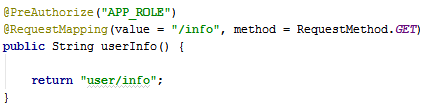 @PreAuthorize("APP_ROLE")
@RequestMapping(value = "/info", method = RequestMethod.GET)
public String userInfo() {
return "user/info";
}